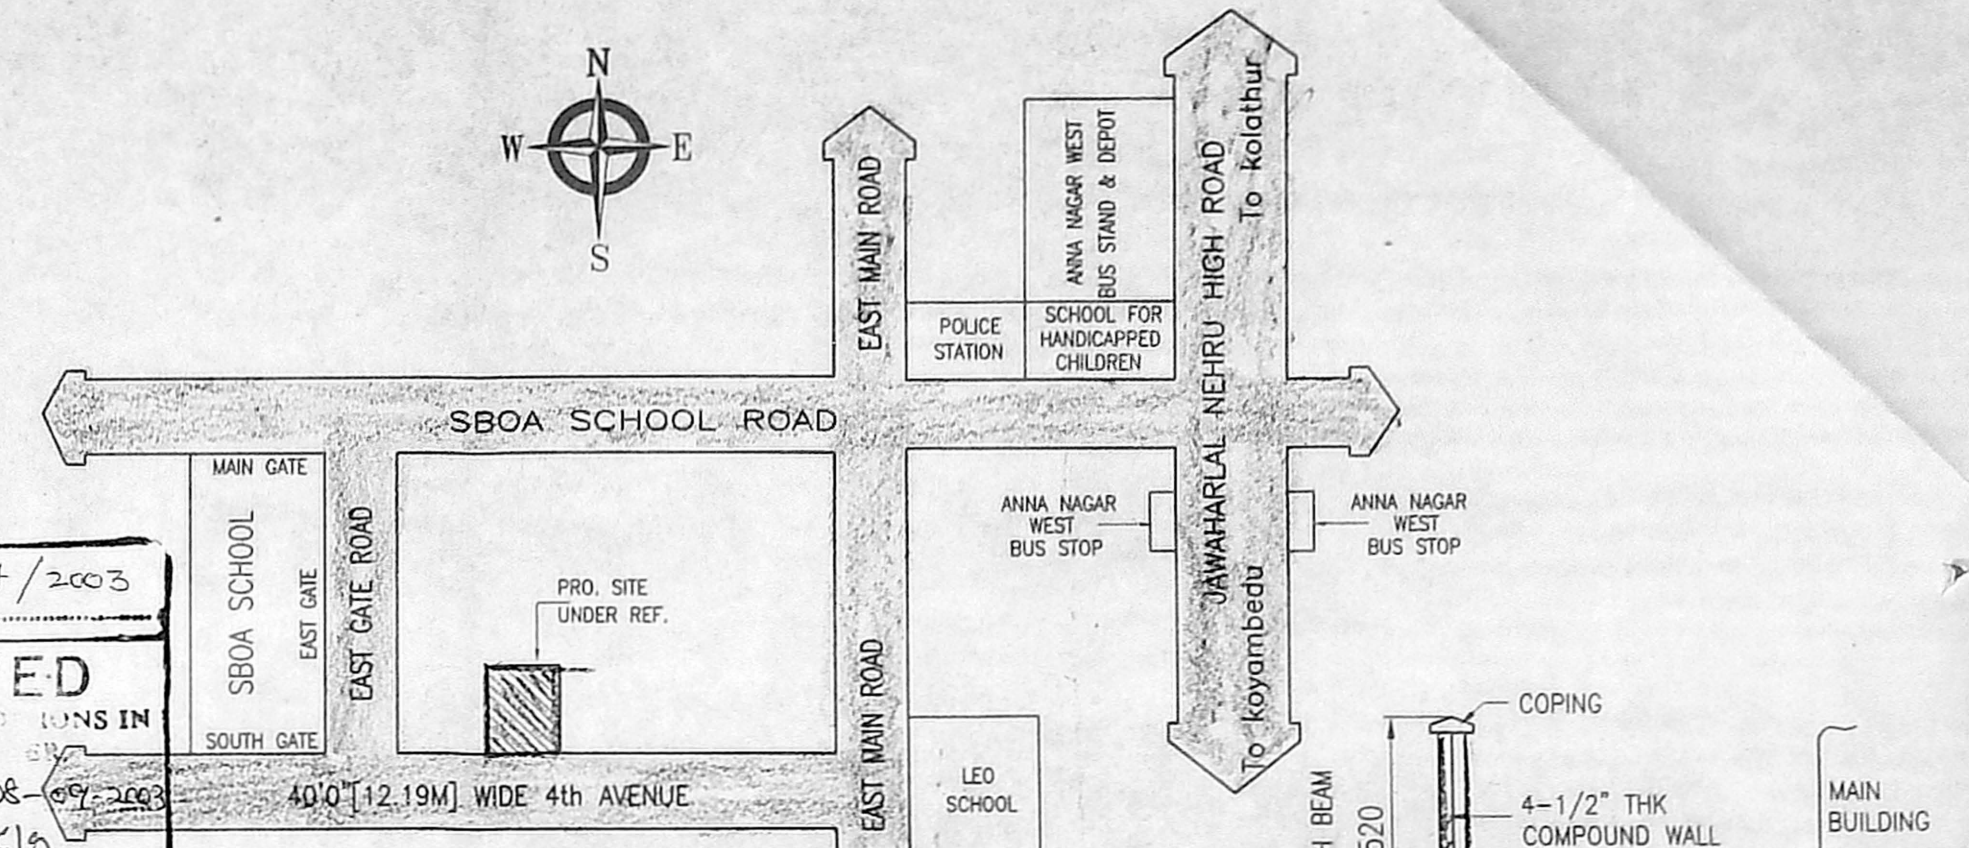 N
W
E
S
EAST MAIN ROAD
ANNA NAGAR WEST
BUS STAND & DEPOT
JAWAHARLAL NEHRU HIGH ROAD
To kolathur
POLICE
STATION
SCHOOL FOR
HANDICAPPED
CHILDREN
SBOA SCHOOL ROAD
MAIN GATE
SBOA SCHOOL
EAST GATE
SOUTH GATE
EAST GATE ROAD
PRO. SITE
UNDER REF.
ANNA NAGAR
WEST
BUS STOP
ANNA NAGAR
WEST
BUS STOP
To koyambedu
EAST MAIN ROAD
LEO
SCHOOL
40'0"[12.19M] WIDE 4th AVENUE
/2003
E.D
IONS IN
08-09-2003
COPING
4-1/2" THK
COMPOUND WALL
BEAM
520
MAIN
BUILDING